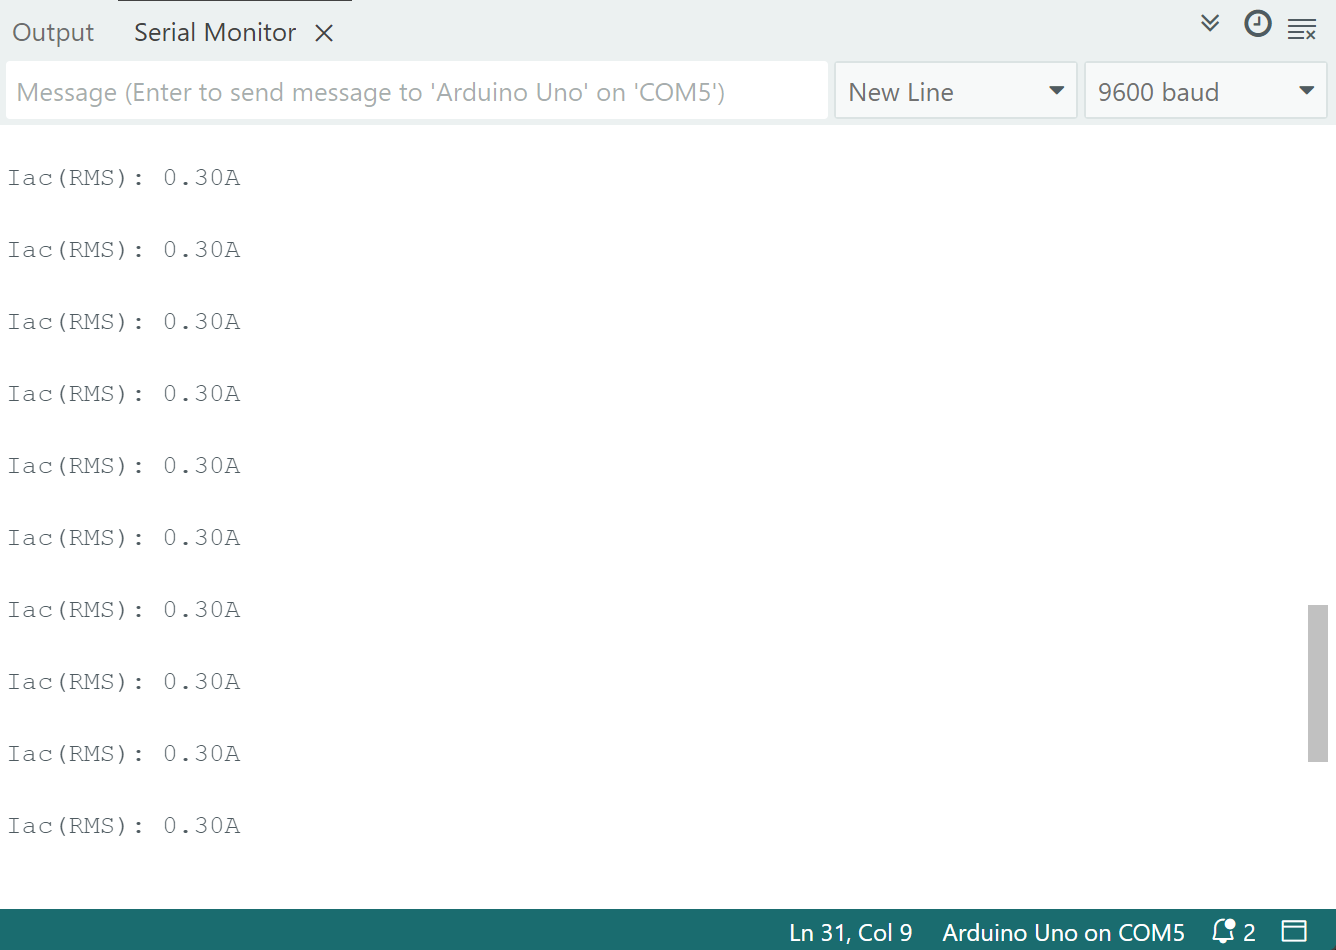 Output Serial Monitor
Message (Enter to send message to 'Arduino Uno' on 'COM5') New Line 9600 baud
Iac(RMS): 0.30A
Iac(RMS): 0.30A
Iac(RMS): 0.30A
Iac(RMS): 0.30A
Iac(RMS): 0.30A
Iac(RMS): 0.30A
Iac(RMS): 0.30A
Iac(RMS): 0.30A
Iac(RMS): 0.30A
Iac(RMS): 0.30A
Ln 31, Col 9 Arduino Uno on COM5 2